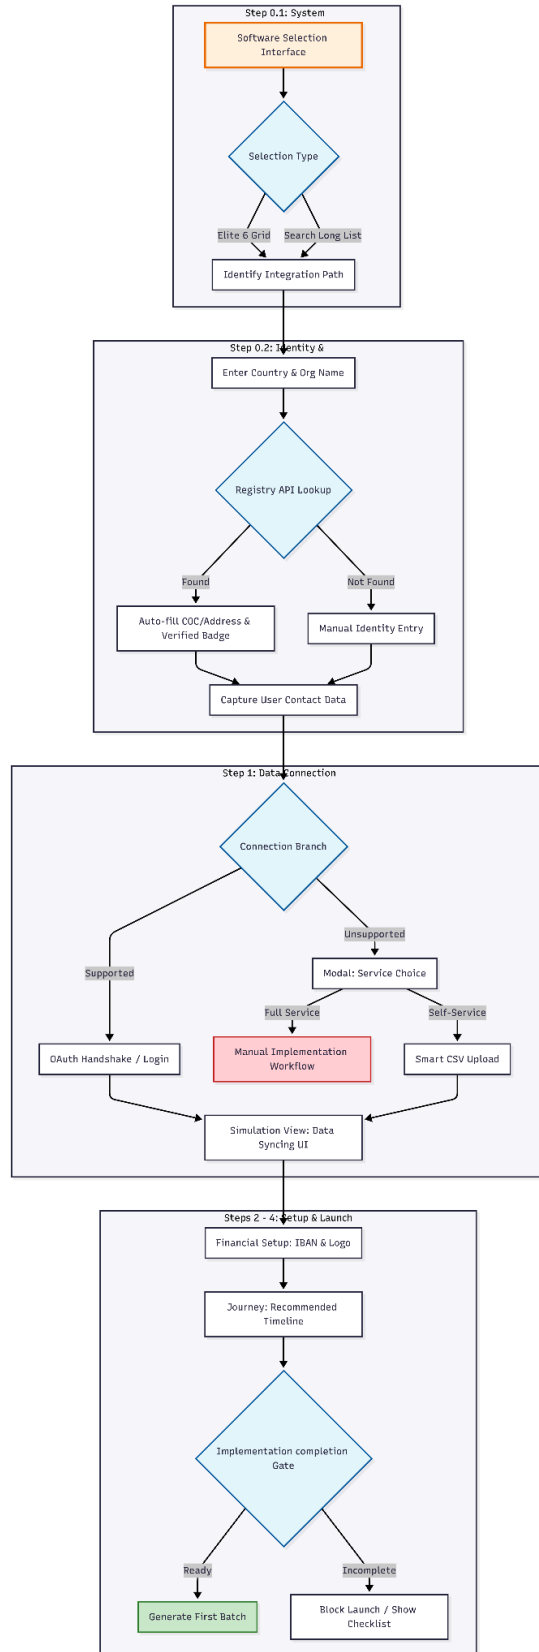 Step 0.1: System
Software Selection
Interface
Selection Type
Elite 6 Grid
Search Long List
Identify Integration Path
Step 0.2: Identity &
Enter Country & Org Name
Registry API Lookup
Found
Not Found
Auto-fill COC/Address &
Verified Badge
Manual Identity Entry
Capture User Contact Data
Step 1: Data Connection
Connection Branch
Unsupported
Supported
Modal: Service Choice
Full Service
Self-Service
OAuth Handshake / Login
Manual Implementation
Workflow
Smart CSV Upload
Simulation View: Data
Syncing UI
Steps 2 - 4: Setup & Launch
Financial Setup: IBAN & Logo
Journey: Recommended
Timeline
Implementation completion
Gate
Ready
Incomplete
Generate First Batch
Block Launch / Show
Checklist